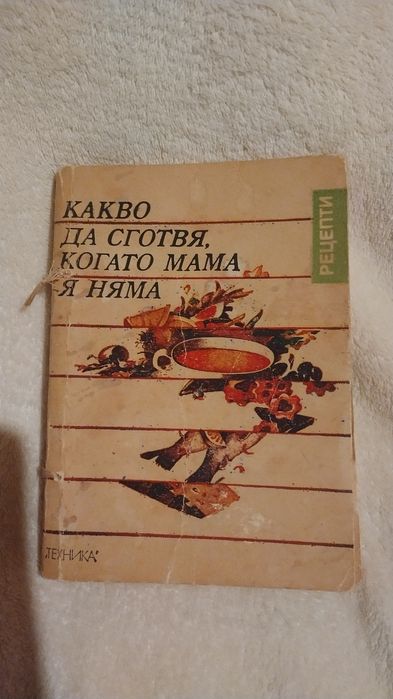 КАКВО
ДА СГОТВЯ,
КОГАТО МАМА
Я НЯМА
РЕЦЕПТИ
„ТЕХНИКА“